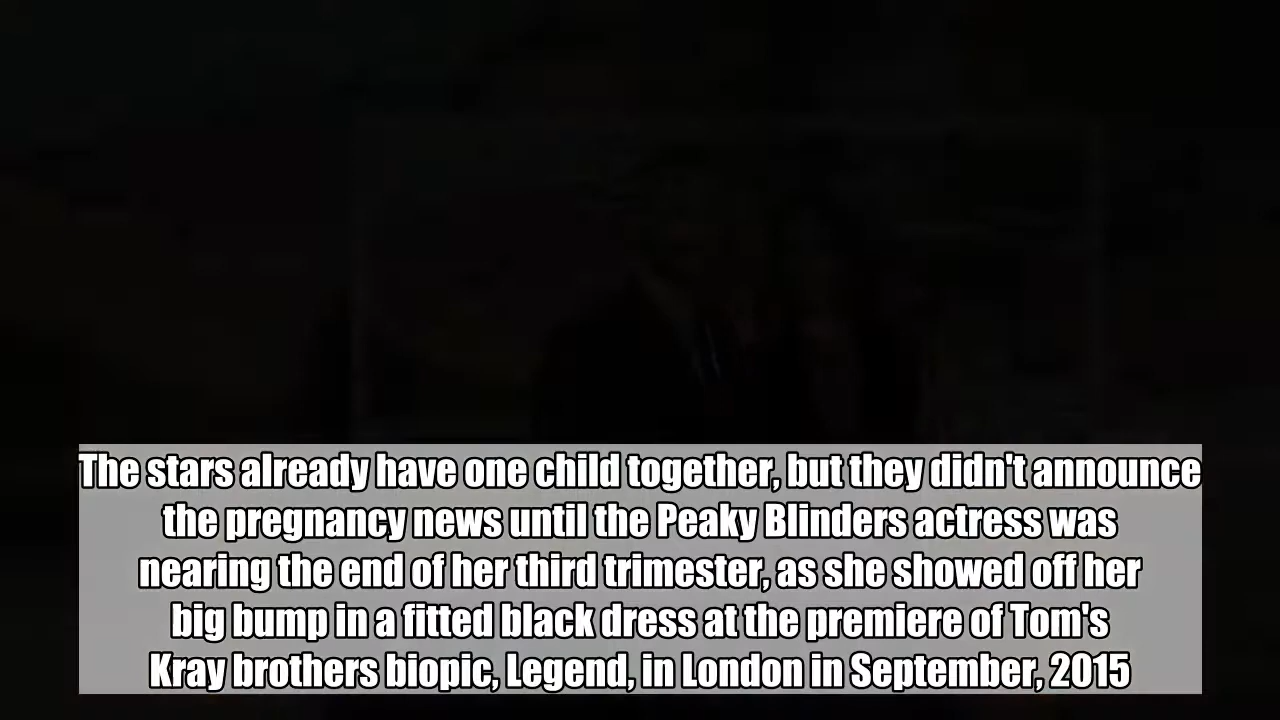 The stars already have one child together, but they didn't announce
the pregnancy news until the Peaky Blinders actress was
nearing the end of her third trimester, as she showed off her
big bump in a fitted black dress at the premiere of Tom's
Kray brothers biopic, Legend, in London in September, 2015